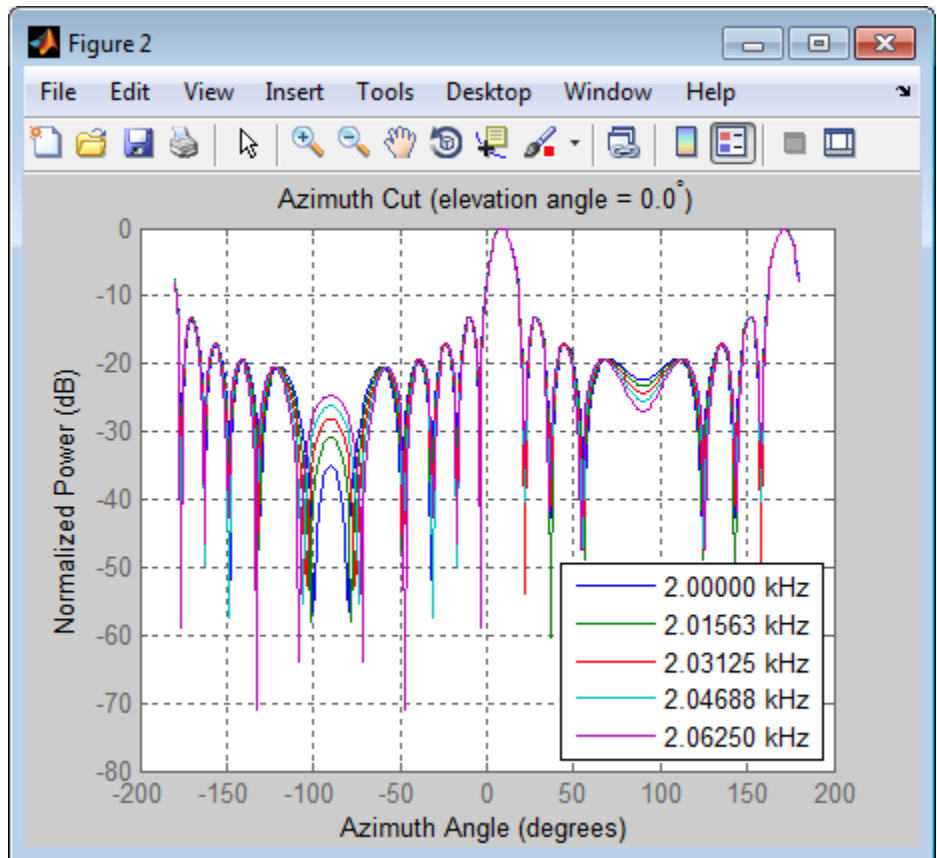 Figure 2
File Edit View Insert Tools Desktop Window Help
Azimuth Cut (elevation angle = 0.0°)
Normalized Power (dB)
0
-10
-20
-30
-40
-50
-60
-70
-80
2.00000 kHz
2.01563 kHz
2.03125 kHz
2.04688 kHz
2.06250 kHz
-200 -150 -100 -50 0 50 100 150 200
Azimuth Angle (degrees)